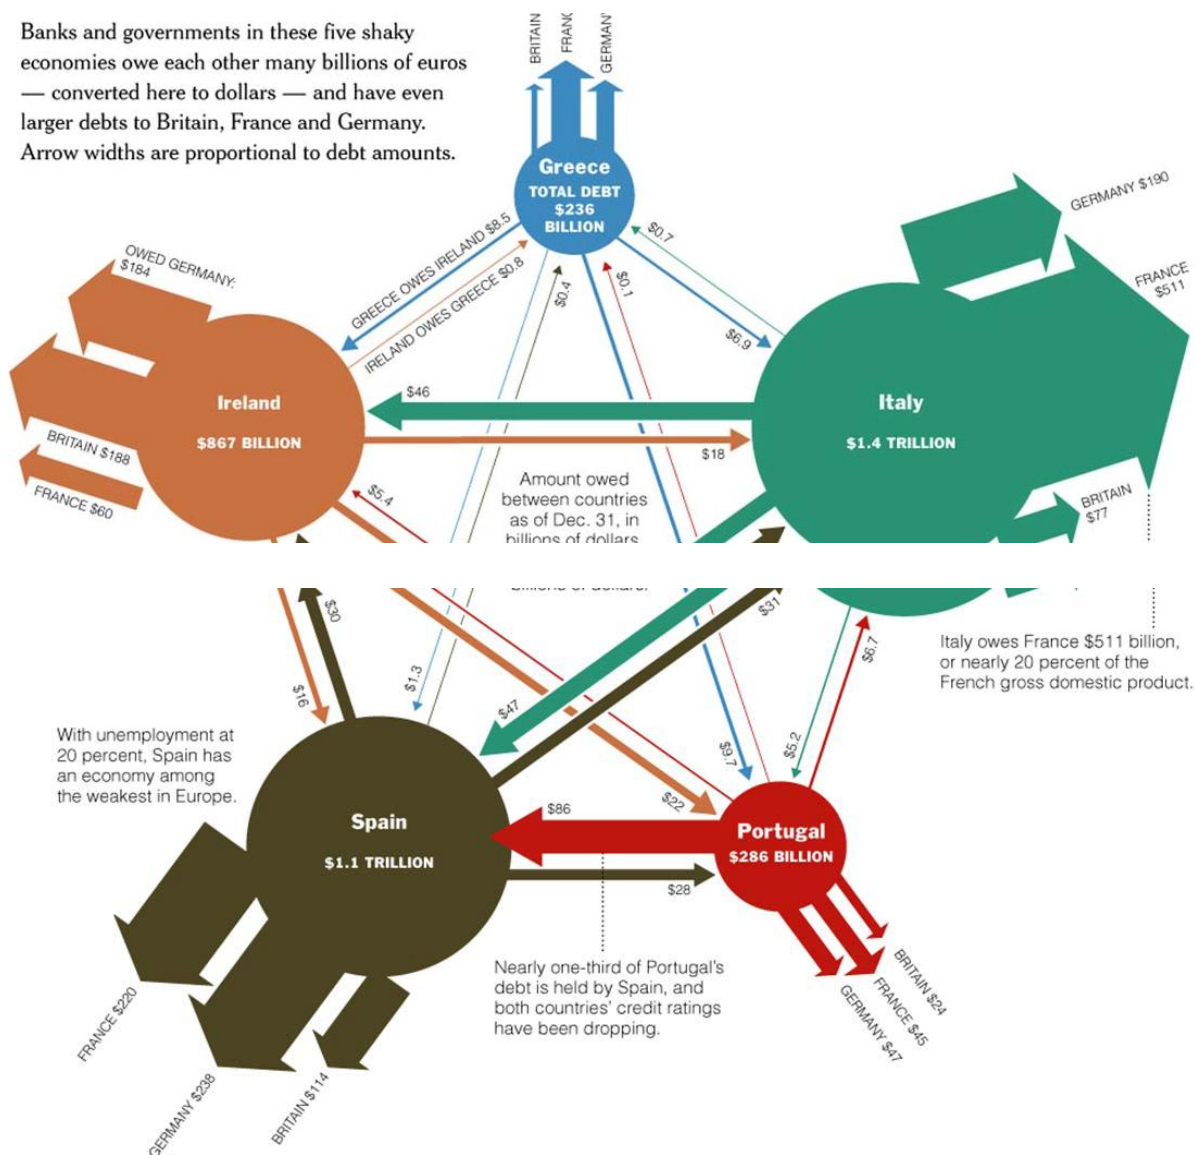 Banks and governments in these five shaky
economies owe each other many billions of euros
— converted here to dollars — and have even
larger debts to Britain, France and Germany.
Arrow widths are proportional to debt amounts.
BRITAIN
Greece
TOTAL DEBT
$236
BILLION
GERMANY $190
FRANCE
$511
OWED GERMANY:
$184
GREECE OWES IRELAND $8.5
IRELAND OWES GREECE $0.8
$0.4
$0.1
$0.7
$6.9
Ireland
$867 BILLION
$46
$18
Italy
$1.4 TRILLION
BRITAIN $188
FRANCE $60
$5.4
Amount owed
between countries
as of Dec. 31, in
billions of dollars
BRITAIN
$77
$30
$16
$1.3
$47
$31
$6.7
Italy owes France $511 billion,
or nearly 20 percent of the
French gross domestic product.
With unemployment at
20 percent, Spain has
an economy among
the weakest in Europe.
$9.7
$5.2
$22
$86
$28
Spain
$1.1 TRILLION
Portugal
$286 BILLION
Nearly one-third of Portugal's
debt is held by Spain, and
both countries' credit ratings
have been dropping.
FRANCE $220
GERMANY $238
BRITAIN $114
BRITAIN $24
FRANCE $45
GERMANY $47